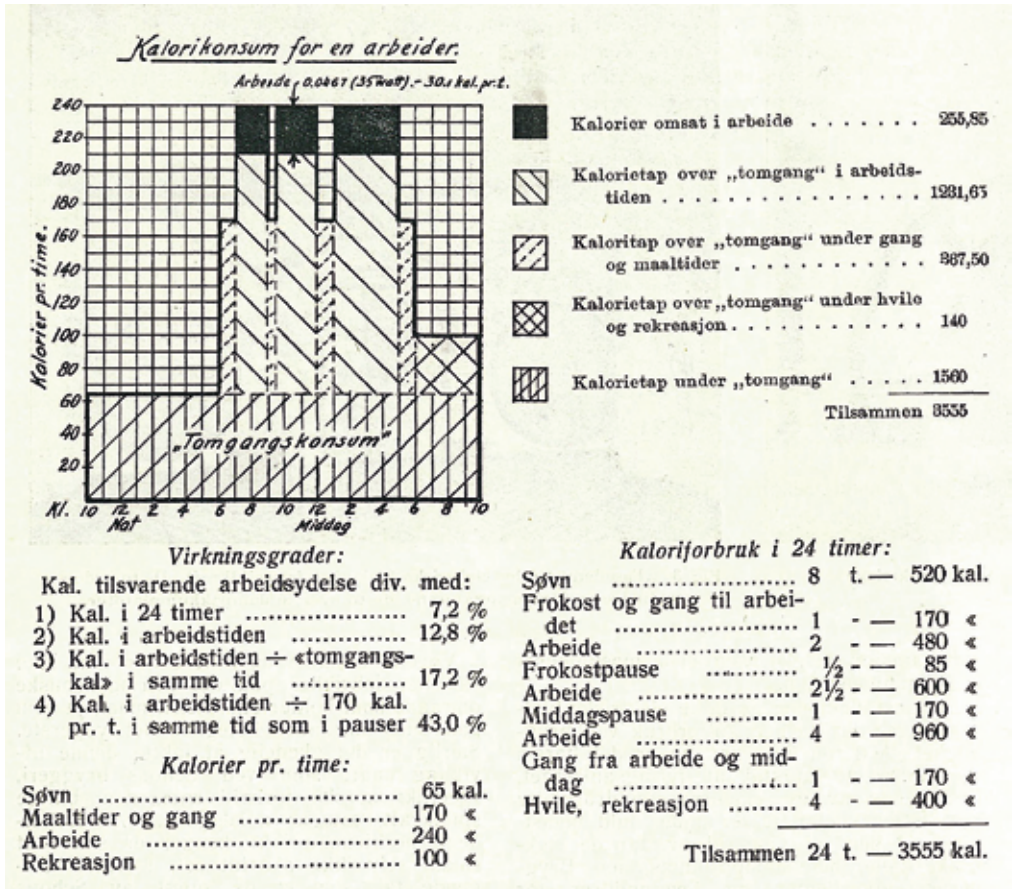 Kalorikonsum for en arbeider.
Arbeide 0,0467 (35 watt). - 30.1 kal. pr. t.
240
220
200
180
160
140
120
100
80
60
40
20
Kalorier pr. time.
„Tomgangskonsum“
Kl. 10 12 2 4 6 8 10 12 2 4 6 8 10
Nat Middag
Kalorier omsat i arbeide . . . . . . . 255,85
Kalorietap over „tomgang“ i arbeids-
tiden . . . . . . . . . . . . . 1231,65
Kaloritap over „tomgang“ under gang
og maaltider . . . . . . . . . . 367,50
Kalorietap over „tomgang“ under hvile
og rekreasjon . . . . . . . . . . 140
Kalorietap under „tomgang“ . . . . . 1560
Tilsammen 3555
Virkningsgrader:
Kal. tilsvarende arbeidsydelse div. med:
1) Kal. i 24 timer .......................... 7,2 %
2) Kal. i arbeidstiden ................ 12,8 %
3) Kal. i arbeidstiden ÷ «tomgangs-
kal» i samme tid ................ 17,2 %
4) Kal. i arbeidstiden ÷ 170 kal.
pr. t. i samme tid som i pauser 43,0 %
Kalorier pr. time:
Søvn .......................................... 65 kal.
Maaltider og gang ...................... 170 «
Arbeide .................................. 240 «
Rekreasjon ............................... 100 «
Kaloriforbruk i 24 timer:
Søvn ........................ 8 t. — 520 kal.
Frokost og gang til arbei-
det ........................ 1 - — 170 «
Arbeide ..................... 2 - — 480 «
Frokostpause ............ ½ - — 85 «
Arbeide ..................... 2½ - — 600 «
Middagspause ............ 1 - — 170 «
Arbeide ..................... 4 - — 960 «
Gang fra arbeide og mid-
dag ........................ 1 - — 170 «
Hvile, rekreasjon ......... 4 - — 400 «
Tilsammen 24 t. — 3555 kal.